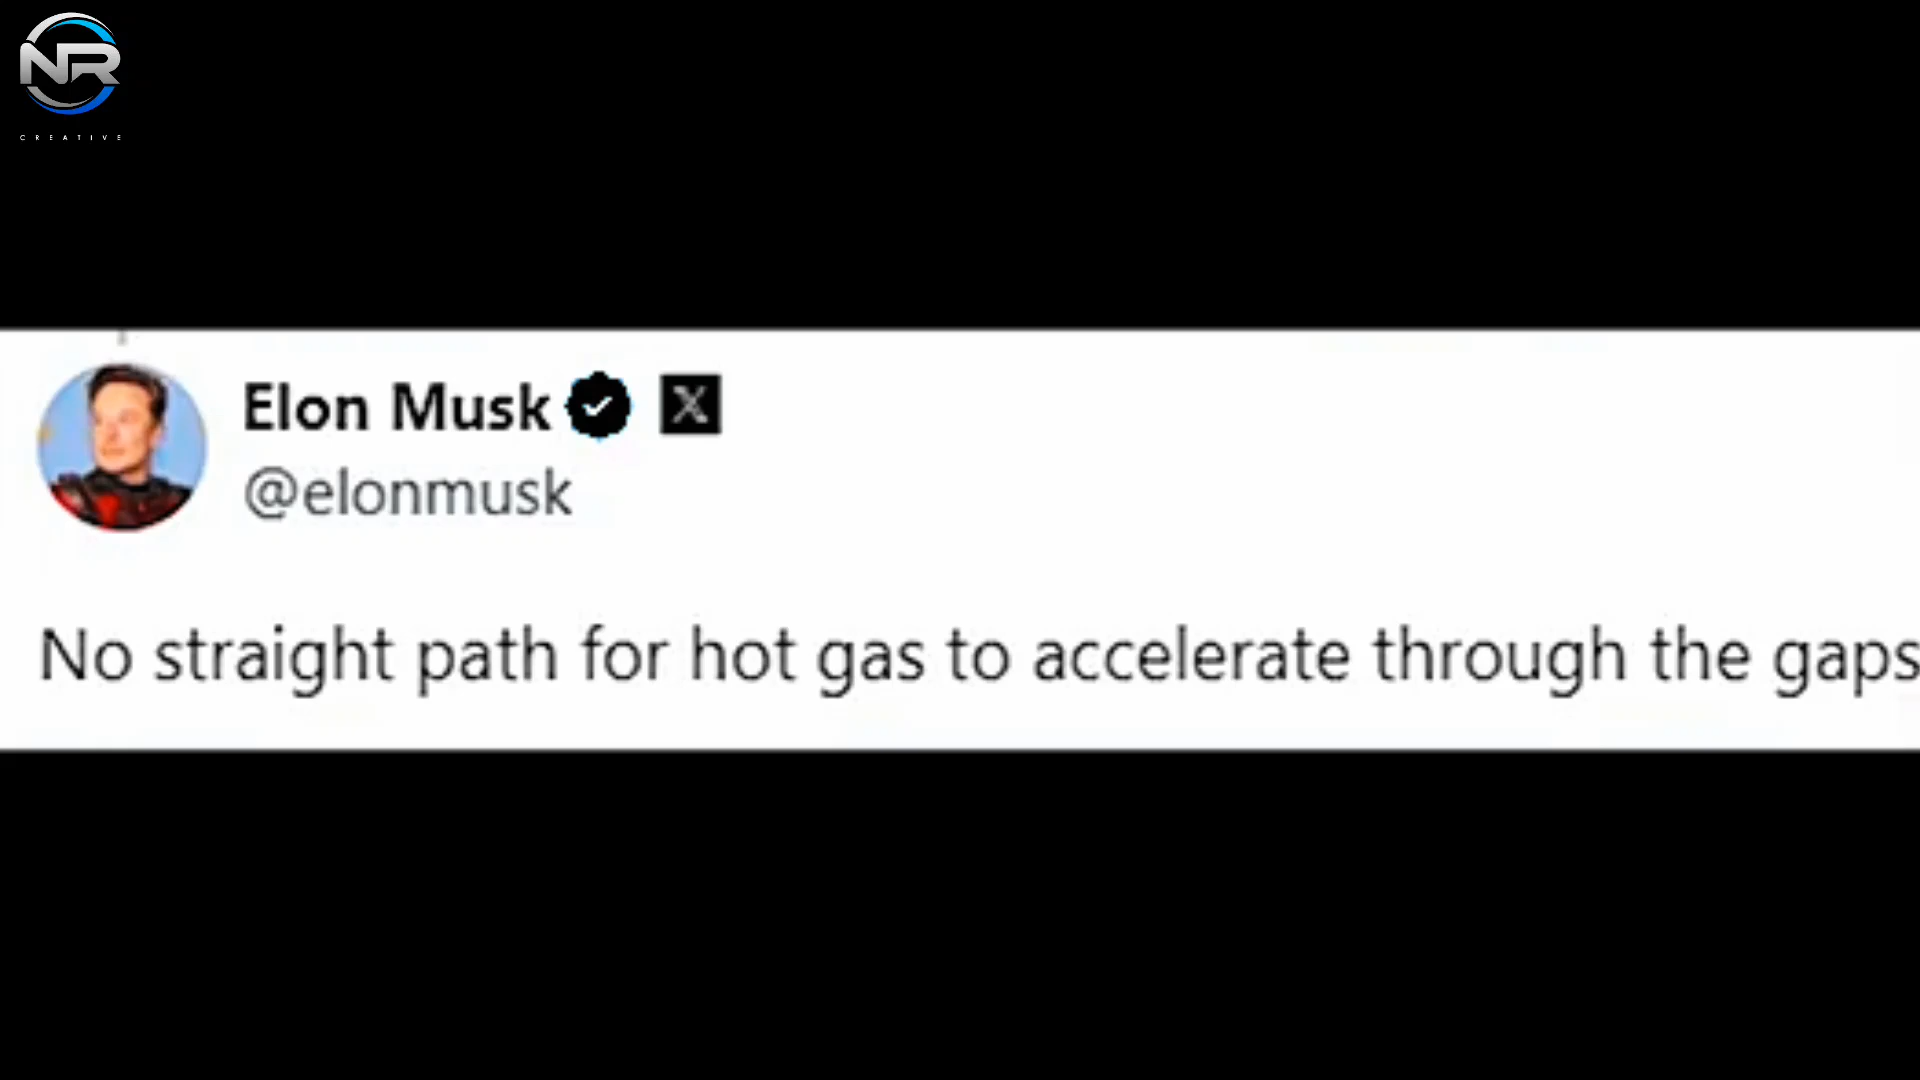 NR
CREATIVE
Elon Musk
@elonmusk
No straight path for hot gas to accelerate through the gaps